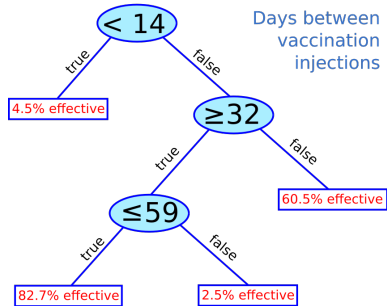 < 14
Days between
vaccination
injections
true
false
4.5% effective
≥32
true
false
60.5% effective
≤59
true
false
82.7% effective
2.5% effective